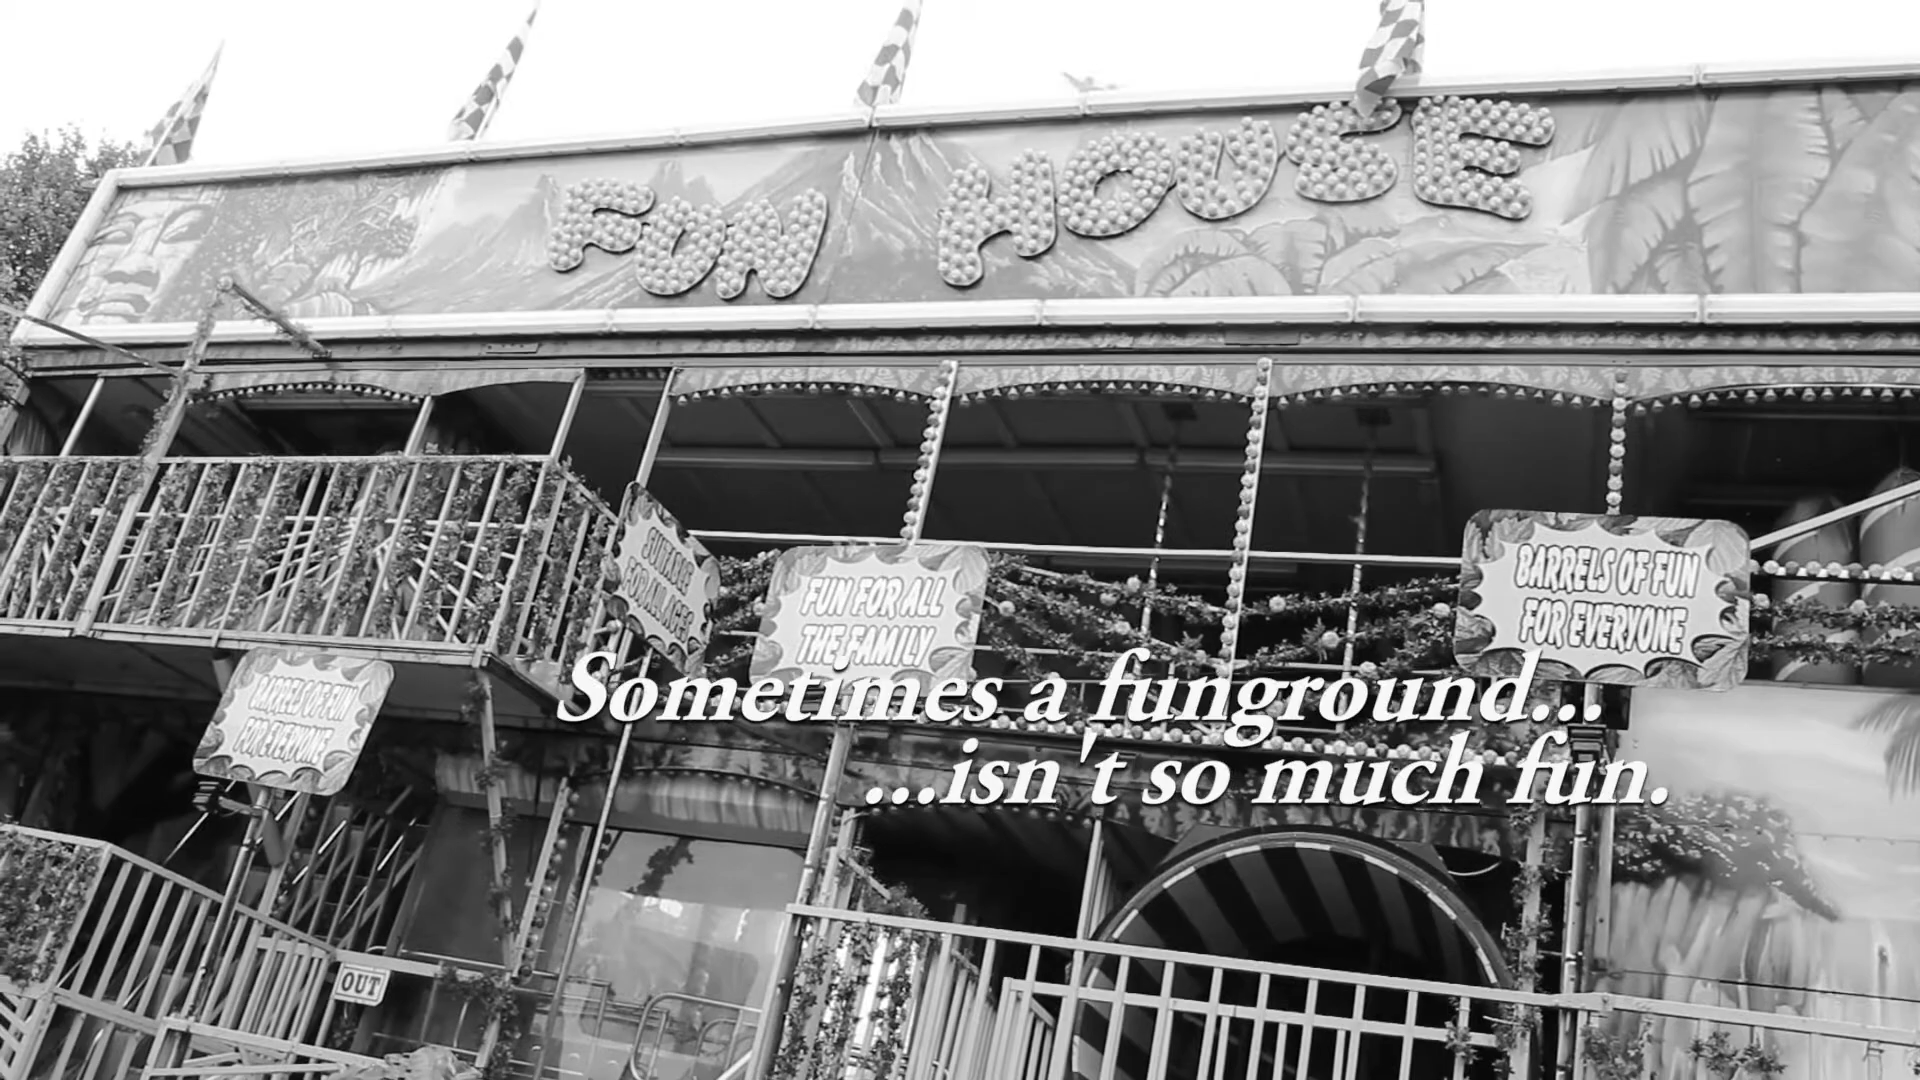 FUN HOUSE
SUITABLE
FOR ALL AGES
FUN FOR ALL
THE FAMILY
BARRELS OF FUN
FOR EVERYONE
BARRELS OF FUN
FOR EVERYONE
Sometimes a funground...
...isn't so much fun.
OUT